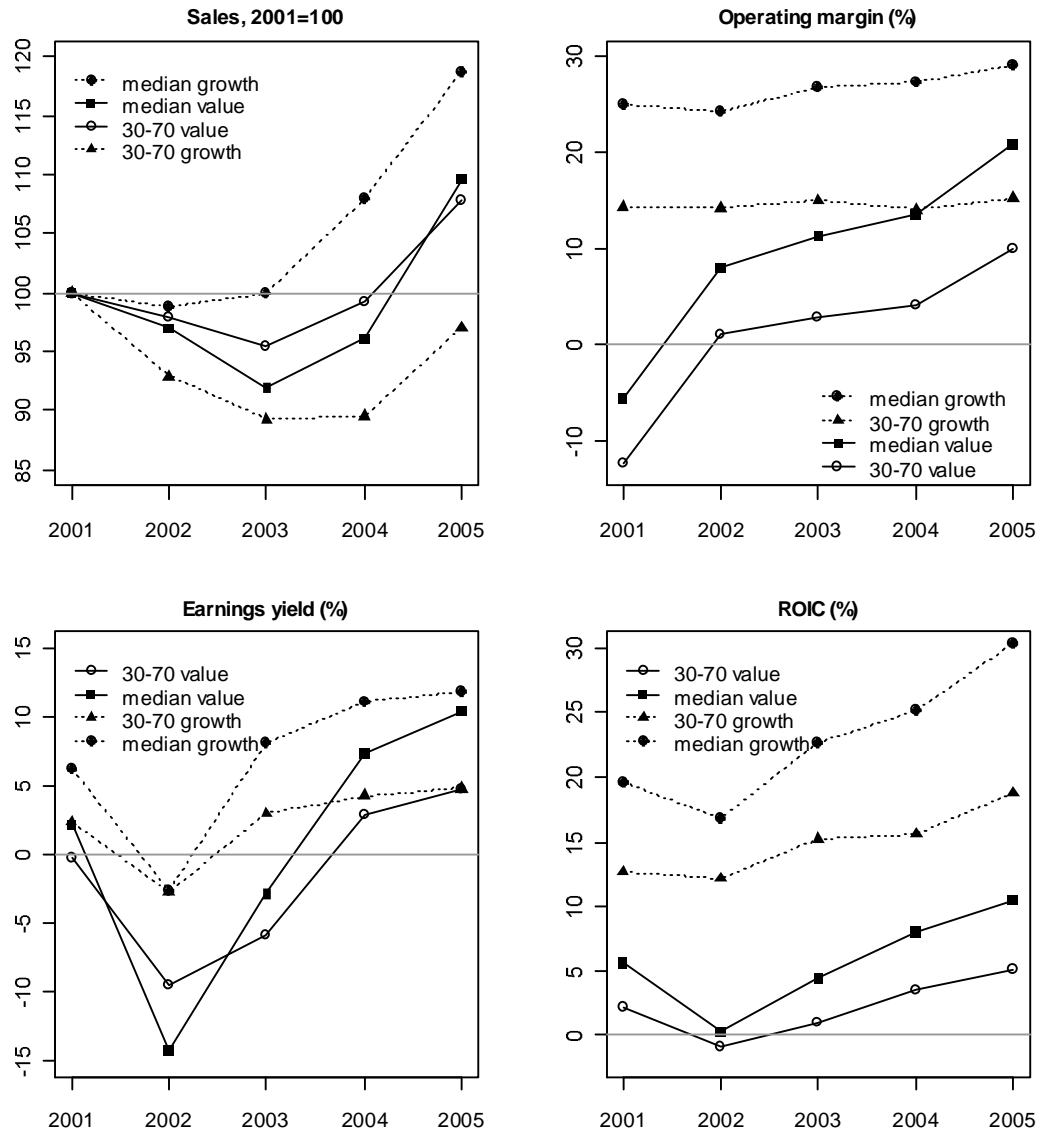 Sales, 2001=100
120
115
110
105
100
95
90
85
median growth
median value
30-70 value
30-70 growth
2001 2002 2003 2004 2005
Operating margin (%)
30
20
10
0
-10
median growth
30-70 growth
median value
30-70 value
2001 2002 2003 2004 2005
Earnings yield (%)
15
10
5
0
-5
-10
-15
30-70 value
median value
30-70 growth
median growth
2001 2002 2003 2004 2005
ROIC (%)
30
25
20
15
10
5
0
30-70 value
median value
30-70 growth
median growth
2001 2002 2003 2004 2005